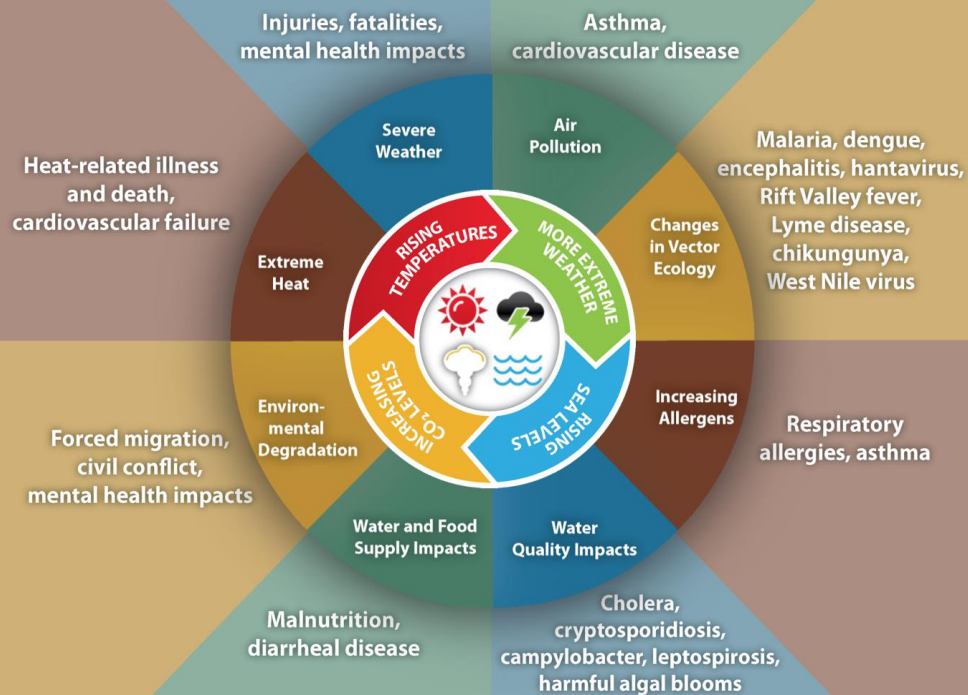 Injuries, fatalities,
mental health impacts
Asthma,
cardiovascular disease
Severe
Weather
Air
Pollution
Heat-related illness
and death,
cardiovascular failure
Malaria, dengue,
encephalitis, hantavirus,
Rift Valley fever,
Lyme disease,
chikungunya,
West Nile virus
Extreme
Heat
Changes
in Vector
Ecology
RISING
TEMPERATURES
MORE EXTREME
WEATHER
INCREASING
CO₂ LEVELS
RISING
SEA LEVELS
Environ-
mental
Degradation
Increasing
Allergens
Forced migration,
civil conflict,
mental health impacts
Respiratory
allergies, asthma
Water and Food
Supply Impacts
Water
Quality Impacts
Malnutrition,
diarrheal disease
Cholera,
cryptosporidiosis,
campylobacter, leptospirosis,
harmful algal blooms